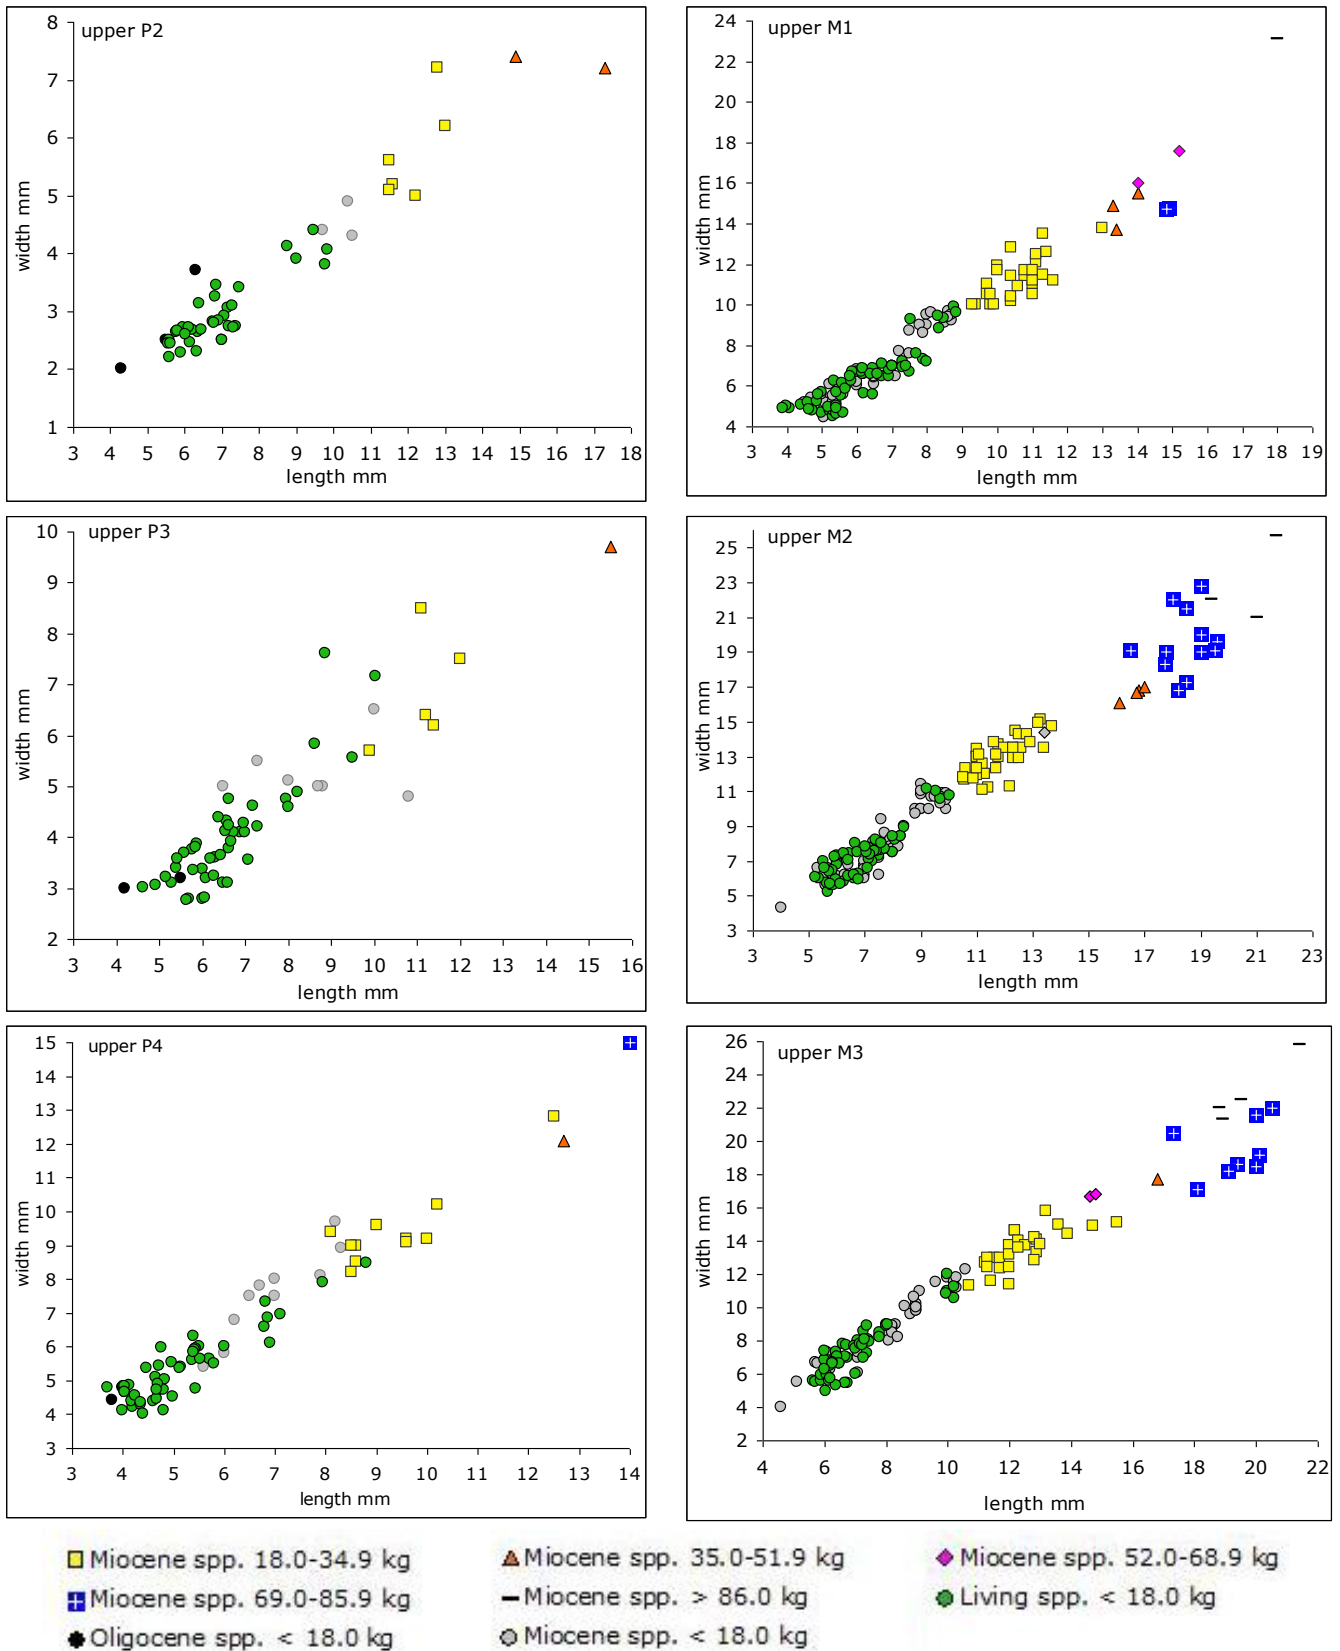 upper P2
8
7
6
5
4
3
2
1
width mm
3 4 5 6 7 8 9 10 11 12 13 14 15 16 17 18
length mm
upper M1
24
22
20
18
16
14
12
10
8
6
4
width mm
3 4 5 6 7 8 9 10 11 12 13 14 15 16 17 18 19
length mm
upper P3
10
9
8
7
6
5
4
3
2
width mm
3 4 5 6 7 8 9 10 11 12 13 14 15 16
length mm
upper M2
25
23
21
19
17
15
13
11
9
7
5
3
width mm
3 5 7 9 11 13 15 17 19 21 23
length mm
upper P4
15
14
13
12
11
10
9
8
7
6
5
4
3
width mm
3 4 5 6 7 8 9 10 11 12 13 14
length mm
upper M3
26
24
22
20
18
16
14
12
10
8
6
4
2
width mm
4 6 8 10 12 14 16 18 20 22
length mm
Miocene spp. 18.0-34.9 kg
Miocene spp. 35.0-51.9 kg
Miocene spp. 52.0-68.9 kg
Miocene spp. 69.0-85.9 kg
Miocene spp. > 86.0 kg
Living spp. < 18.0 kg
Oligocene spp. < 18.0 kg
Miocene spp. < 18.0 kg